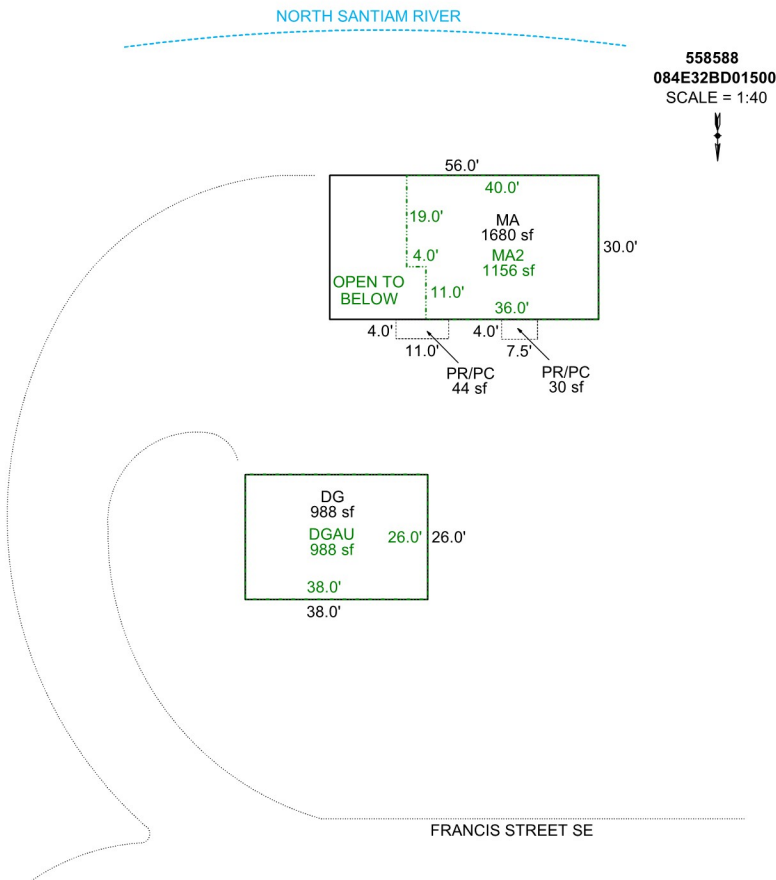 NORTH SANTIAM RIVER
558588
084E32BD01500
SCALE = 1:40
56.0'
40.0'
19.0'
MA
1680 sf
30.0'
4.0'
MA2
1156 sf
OPEN TO
BELOW
11.0'
36.0'
4.0'
11.0'
4.0'
7.5'
PR/PC
44 sf
PR/PC
30 sf
DG
988 sf
DGAU
988 sf
26.0'
26.0'
38.0'
38.0'
FRANCIS STREET SE